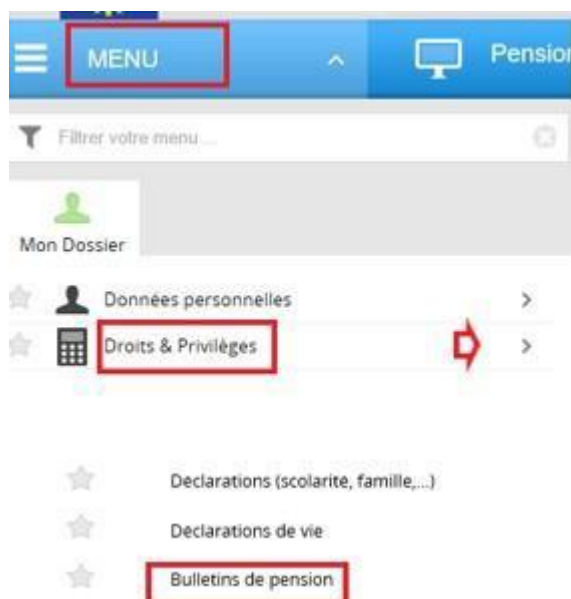 MENU
Pension
Filtrer votre menu ...
Mon Dossier
Données personnelles
Droits & Privilèges
Declarations (scolarite, famille,...)
Declarations de vie
Bulletins de pension